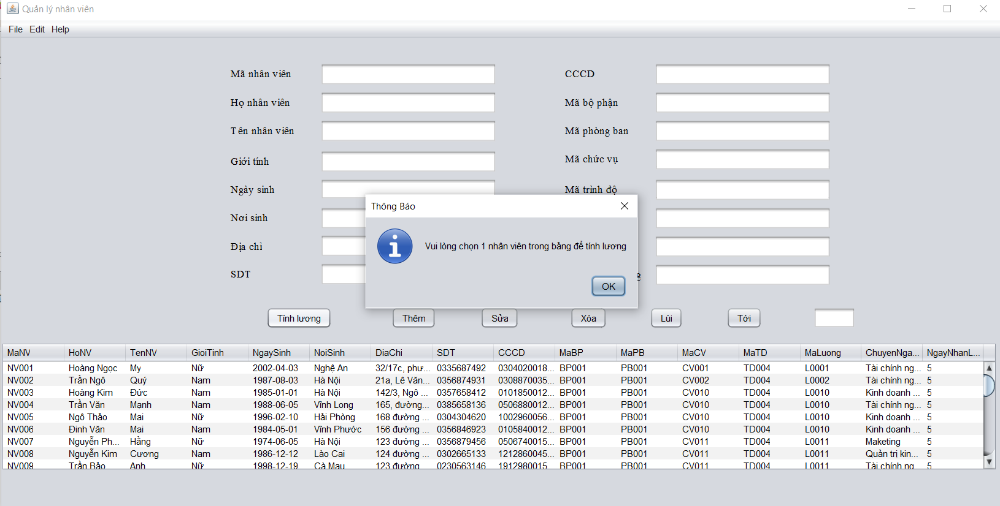 Quản lý nhân viên
File Edit Help
Mã nhân viên CCCD
Họ nhân viên Mã bộ phận
Tên nhân viên Mã phòng ban
Giới tính Mã chức vụ
Ngày sinh Mã trình độ
Thông Báo
Nơi sinh
Địa chỉ
Vui lòng chọn 1 nhân viên trong bảng để tính lương
SDT
OK
Tính lương Thêm Sửa Xóa Lùi Tới
MaNV HoNV TenNV GioiTinh NgaySinh NoiSinh DiaChi SDT CCCD MaBP MaPB MaCV MaTD MaLuong ChuyenNga... NgayNhanL...
NV001 Hoàng Ngọc My Nữ 2002-04-03 Nghệ An 32/17c, phư... 0335687492 0304020018... BP001 PB001 CV001 TD004 L0001 Tài chính ng... 5
NV002 Trần Ngô Quý Nam 1987-08-03 Hà Nội 21a, Lê Văn... 0356874931 0308870035... BP001 PB001 CV002 TD004 L0002 Tài chính ng... 5
NV003 Hoàng Kim Đức Nam 1985-01-01 Hà Nội 142/3, Ngô ... 0357658412 0101850012... BP001 PB001 CV010 TD004 L0010 Kinh doanh ... 5
NV004 Trần Văn Mạnh Nam 1988-06-05 Vĩnh Long 165, đường... 0385658136 0506880012... BP001 PB001 CV010 TD004 L0010 Tài chính ng... 5
NV005 Ngô Thảo Mai Nữ 1996-02-10 Hải Phòng 168 đường ... 0304304620 1002960056... BP001 PB001 CV010 TD004 L0010 Kinh doanh ... 5
NV006 Đinh Văn Mai Nam 1984-05-01 Vĩnh Phước 156 đường ... 0356846923 0105840012... BP001 PB001 CV010 TD004 L0010 Kinh doanh ... 5
NV007 Nguyễn Ph... Hằng Nữ 1974-06-05 Hà Nội 123 đường ... 0356879456 0506740015... BP001 PB001 CV011 TD004 L0011 Maketing 5
NV008 Nguyễn Kim Cương Nam 1986-12-12 Lào Cai 124 đường ... 0302665133 1212860045... BP001 PB001 CV011 TD004 L0011 Quản trị kin... 5
NV009 Trần Bảo Anh Nữ 1998-12-19 Cà Mau 123 đường 0230563146 1912980015 BP001 PB001 CV011 TD004 L0011 Tài chính ng 5